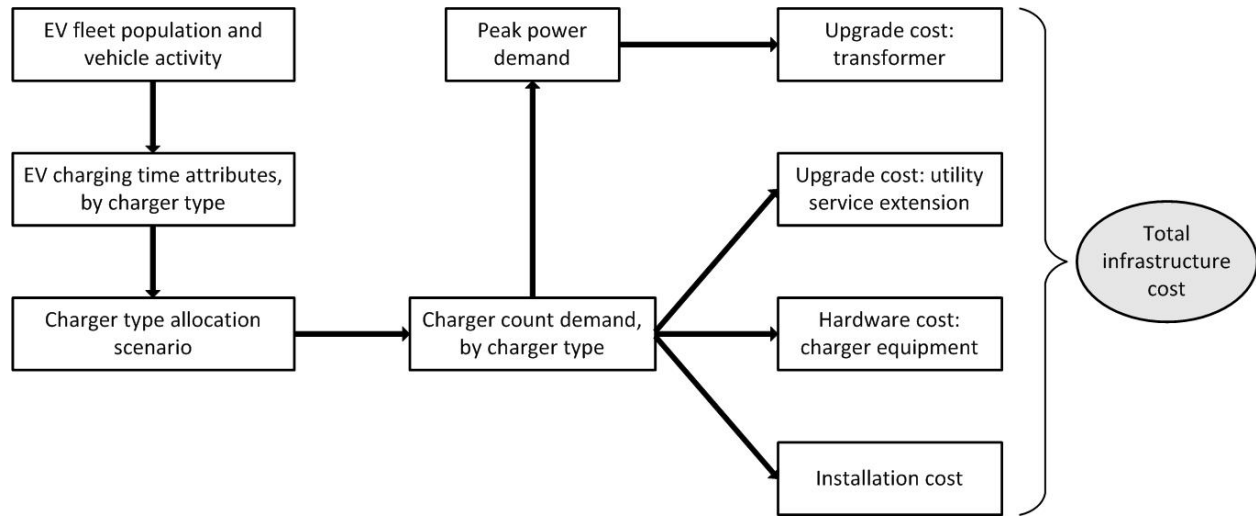 EV fleet population and
vehicle activity
Peak power
demand
Upgrade cost:
transformer
EV charging time attributes,
by charger type
Upgrade cost: utility
service extension
Total
infrastructure
cost
Charger type allocation
scenario
Charger count demand,
by charger type
Hardware cost:
charger equipment
Installation cost